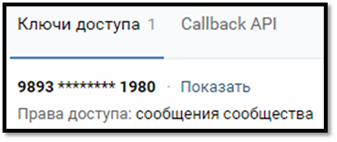 Ключи доступа 1 Callback API
9893 ******** 1980 · Показать
Права доступа: сообщения сообщества